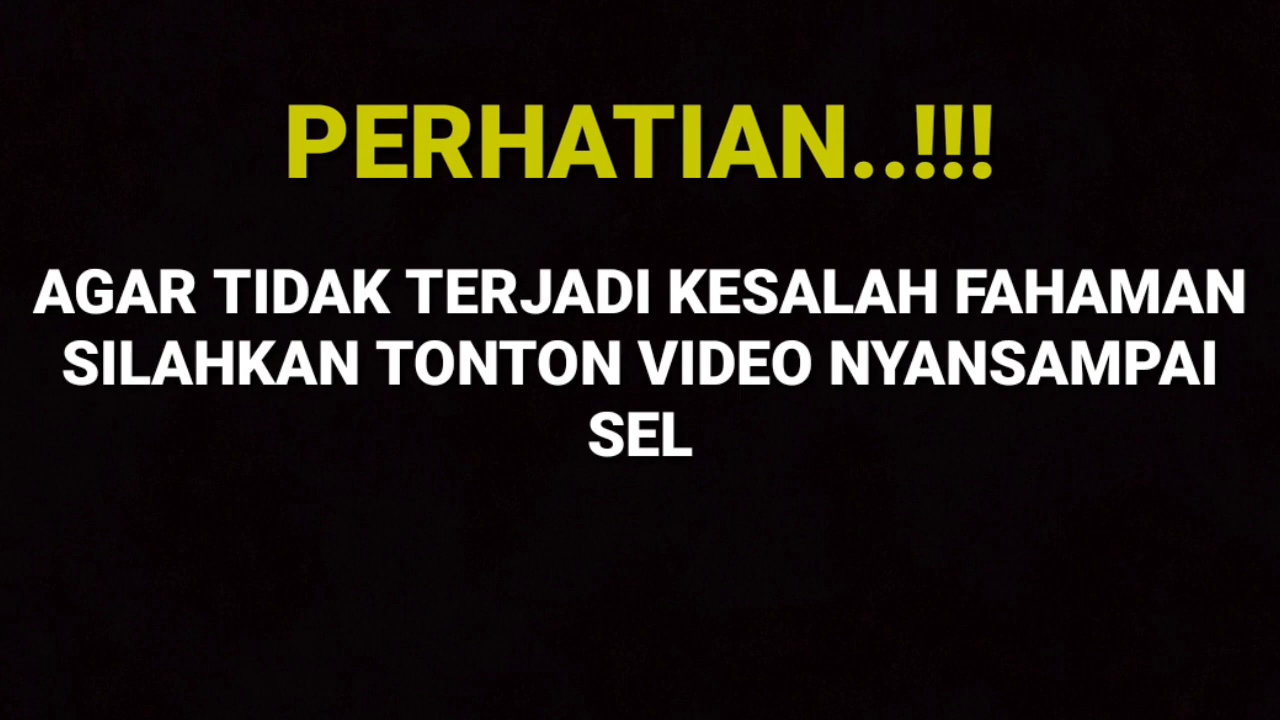 PERHATIAN..!!!
AGAR TIDAK TERJADI KESALAH FAHAMAN
SILAHKAN TONTON VIDEO NYANSAMPAI
SEL